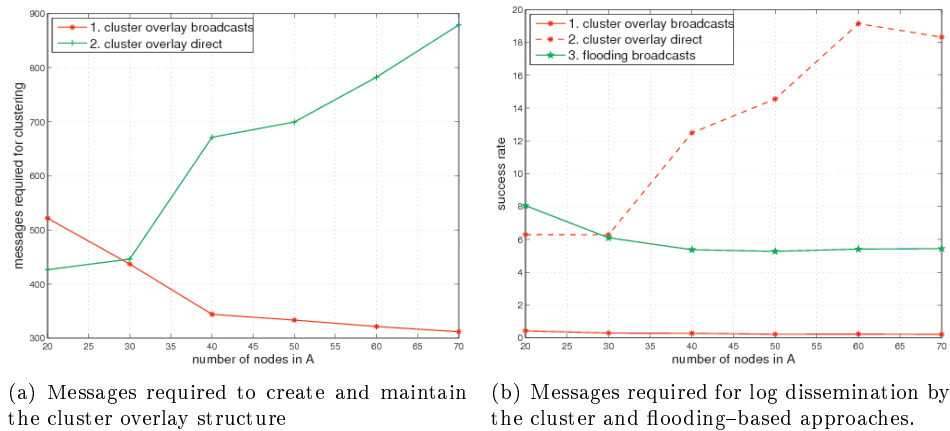 1. cluster overlay broadcasts
2. cluster overlay direct
900
800
700
600
500
400
300
messages required for clustering
20 25 30 35 40 45 50 55 60 65 70
number of nodes in A
(a) Messages required to create and maintain
the cluster overlay structure
1. cluster overlay broadcasts
2. cluster overlay direct
3. flooding broadcasts
20
18
16
14
12
10
8
6
4
2
0
success rate
20 25 30 35 40 45 50 55 60 65 70
number of nodes in A
(b) Messages required for log dissemination by
the cluster and flooding–based approaches.